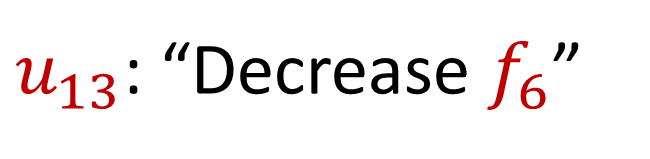 u₁₃: “Decrease f₆”